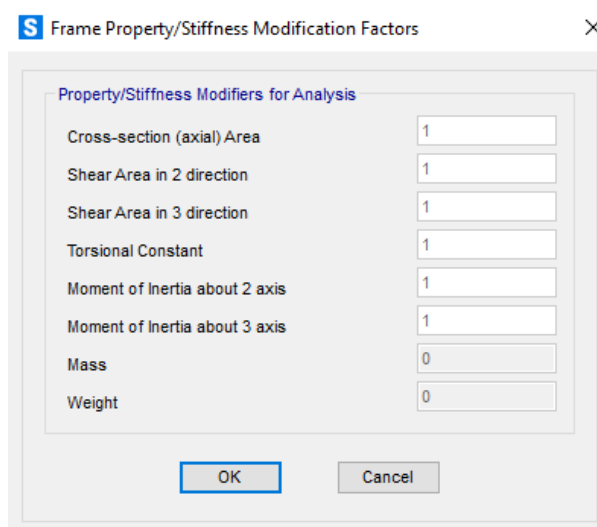 S Frame Property/Stiffness Modification Factors
Property/Stiffness Modifiers for Analysis
Cross-section (axial) Area 1
Shear Area in 2 direction 1
Shear Area in 3 direction 1
Torsional Constant 1
Moment of Inertia about 2 axis 1
Moment of Inertia about 3 axis 1
Mass 0
Weight 0
OK Cancel